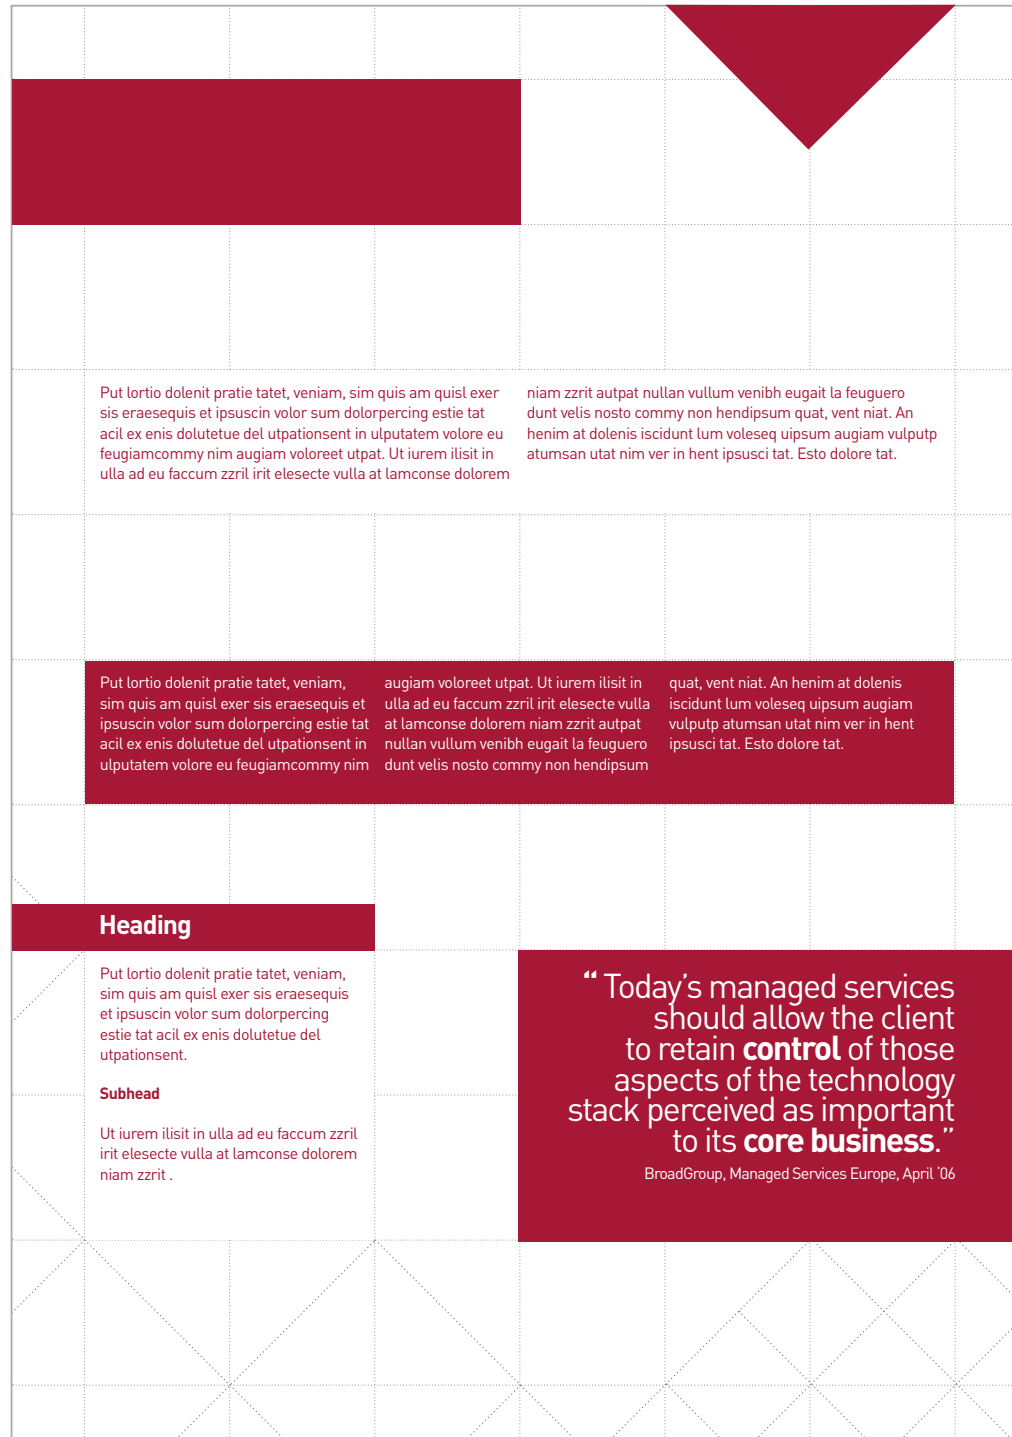 Put lortio dolenit pratie tatet, veniam, sim quis am quisl exer
sis eraesequis et ipsuscin volor sum dolorpercing estie tat
acil ex enis dolutetue del utpationsent in ulputatem volore eu
feugiamcommy nim augiam voloreet utpat. Ut iurem ilisit in
ulla ad eu faccum zzril irit elesecte vulla at lamconse dolorem
niam zzrit autpat nullan vullum venibh eugait la feuguero
dunt velis nosto commy non hendipsum quat, vent niat. An
henim at dolenis iscidunt lum voleseq uipsum augiam vulputp
atumsan utat nim ver in hent ipsusci tat. Esto dolore tat.
Put lortio dolenit pratie tatet, veniam,
sim quis am quisl exer sis eraesequis et
ipsuscin volor sum dolorpercing estie tat
acil ex enis dolutetue del utpationsent in
ulputatem volore eu feugiamcommy nim
augiam voloreet utpat. Ut iurem ilisit in
ulla ad eu faccum zzril irit elesecte vulla
at lamconse dolorem niam zzrit autpat
nullan vullum venibh eugait la feuguero
dunt velis nosto commy non hendipsum
quat, vent niat. An henim at dolenis
iscidunt lum voleseq uipsum augiam
vulputp atumsan utat nim ver in hent
ipsusci tat. Esto dolore tat.
Heading
Put lortio dolenit pratie tatet, veniam,
sim quis am quisl exer sis eraesequis
et ipsuscin volor sum dolorpercing
estie tat acil ex enis dolutetue del
utpationsent.
Subhead
Ut iurem ilisit in ulla ad eu faccum zzril
irit elesecte vulla at lamconse dolorem
niam zzrit .
“ Today’s managed services
should allow the client
to retain control of those
aspects of the technology
stack perceived as important
to its core business.”
BroadGroup, Managed Services Europe, April ‘06